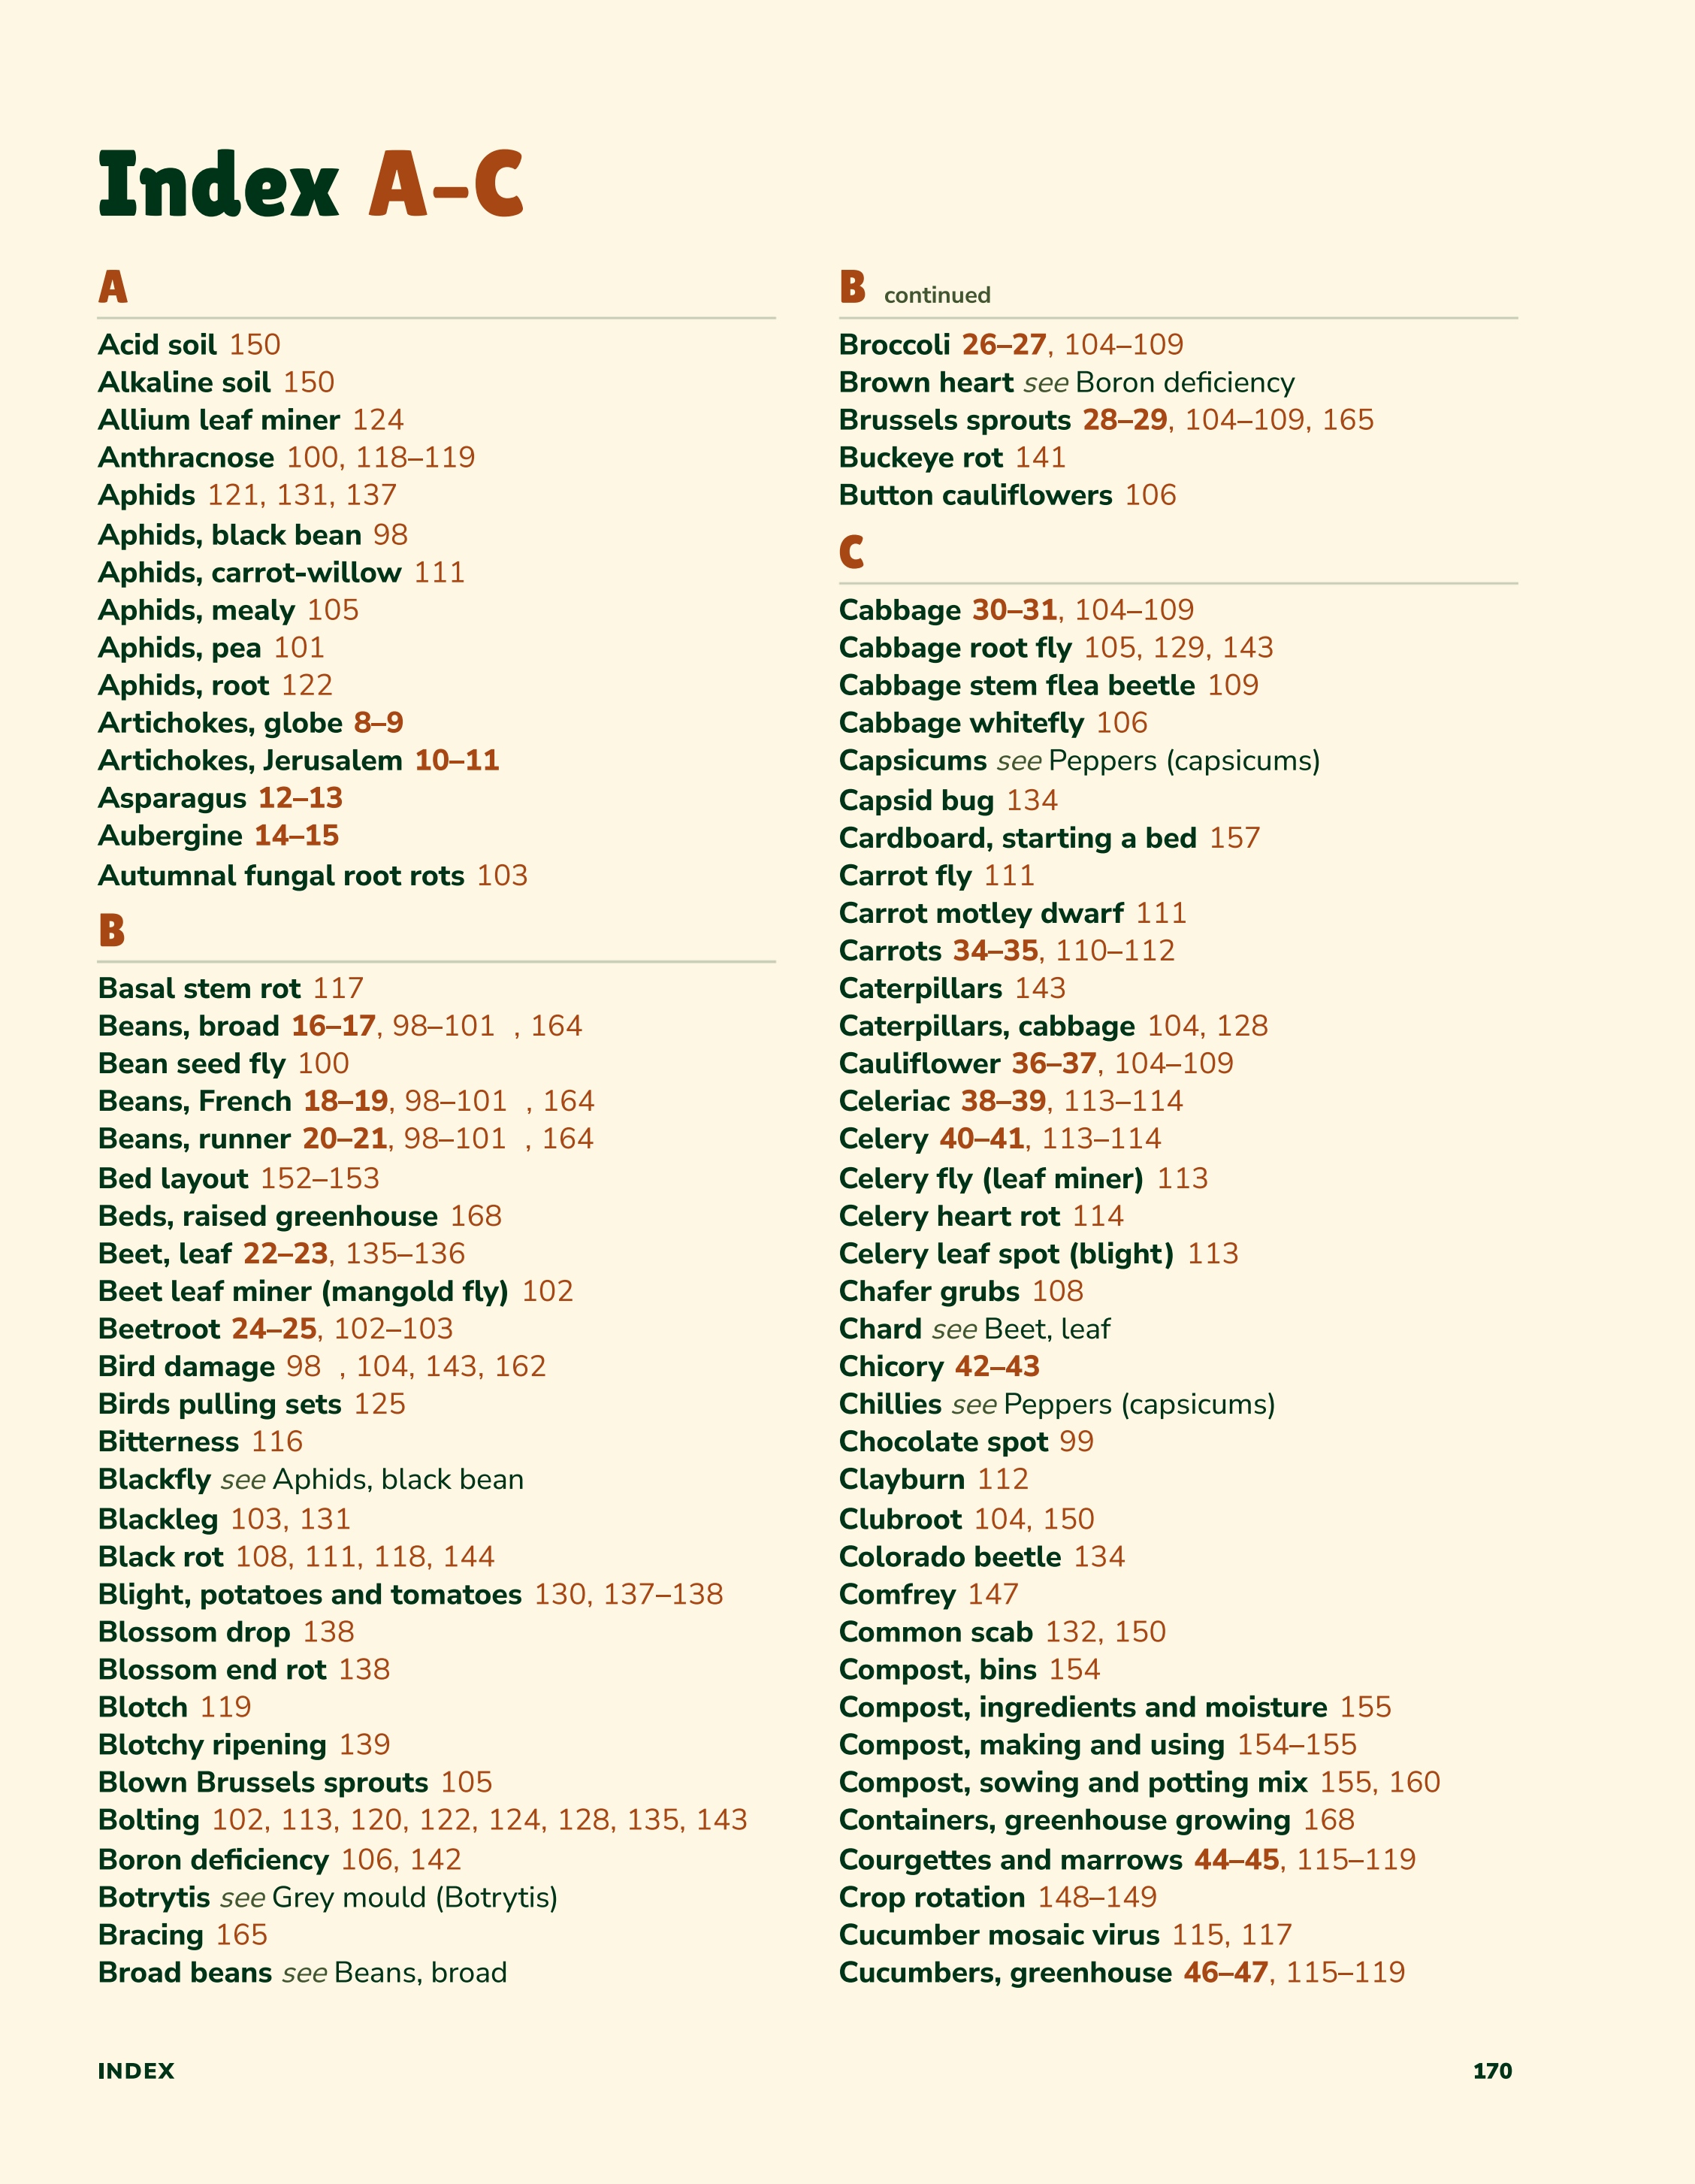 Index A–C
A
Acid soil 150
Alkaline soil 150
Allium leaf miner 124
Anthracnose 100, 118–119
Aphids 121, 131, 137
Aphids, black bean 98
Aphids, carrot-willow 111
Aphids, mealy 105
Aphids, pea 101
Aphids, root 122
Artichokes, globe 8–9
Artichokes, Jerusalem 10–11
Asparagus 12–13
Aubergine 14–15
Autumnal fungal root rots 103
B
Basal stem rot 117
Beans, broad 16–17, 98–101 , 164
Bean seed fly 100
Beans, French 18–19, 98–101 , 164
Beans, runner 20–21, 98–101 , 164
Bed layout 152–153
Beds, raised greenhouse 168
Beet, leaf 22–23, 135–136
Beet leaf miner (mangold fly) 102
Beetroot 24–25, 102–103
Bird damage 98 , 104, 143, 162
Birds pulling sets 125
Bitterness 116
Blackfly see Aphids, black bean
Blackleg 103, 131
Black rot 108, 111, 118, 144
Blight, potatoes and tomatoes 130, 137–138
Blossom drop 138
Blossom end rot 138
Blotch 119
Blotchy ripening 139
Blown Brussels sprouts 105
Bolting 102, 113, 120, 122, 124, 128, 135, 143
Boron deficiency 106, 142
Botrytis see Grey mould (Botrytis)
Bracing 165
Broad beans see Beans, broad
B continued
Broccoli 26–27, 104–109
Brown heart see Boron deficiency
Brussels sprouts 28–29, 104–109, 165
Buckeye rot 141
Button cauliflowers 106
C
Cabbage 30–31, 104–109
Cabbage root fly 105, 129, 143
Cabbage stem flea beetle 109
Cabbage whitefly 106
Capsicums see Peppers (capsicums)
Capsid bug 134
Cardboard, starting a bed 157
Carrot fly 111
Carrot motley dwarf 111
Carrots 34–35, 110–112
Caterpillars 143
Caterpillars, cabbage 104, 128
Cauliflower 36–37, 104–109
Celeriac 38–39, 113–114
Celery 40–41, 113–114
Celery fly (leaf miner) 113
Celery heart rot 114
Celery leaf spot (blight) 113
Chafer grubs 108
Chard see Beet, leaf
Chicory 42–43
Chillies see Peppers (capsicums)
Chocolate spot 99
Clayburn 112
Clubroot 104, 150
Colorado beetle 134
Comfrey 147
Common scab 132, 150
Compost, bins 154
Compost, ingredients and moisture 155
Compost, making and using 154–155
Compost, sowing and potting mix 155, 160
Containers, greenhouse growing 168
Courgettes and marrows 44–45, 115–119
Crop rotation 148–149
Cucumber mosaic virus 115, 117
Cucumbers, greenhouse 46–47, 115–119
INDEX
170